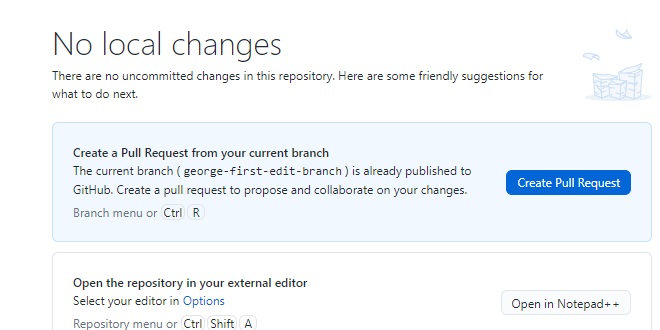 No local changes
There are no uncommitted changes in this repository. Here are some friendly suggestions for
what to do next.
Create a Pull Request from your current branch
The current branch ( george-first-edit-branch ) is already published to
GitHub. Create a pull request to propose and collaborate on your changes.
Create Pull Request
Branch menu or Ctrl R
Open the repository in your external editor
Select your editor in Options
Open in Notepad++
Repository menu or Ctrl Shift A